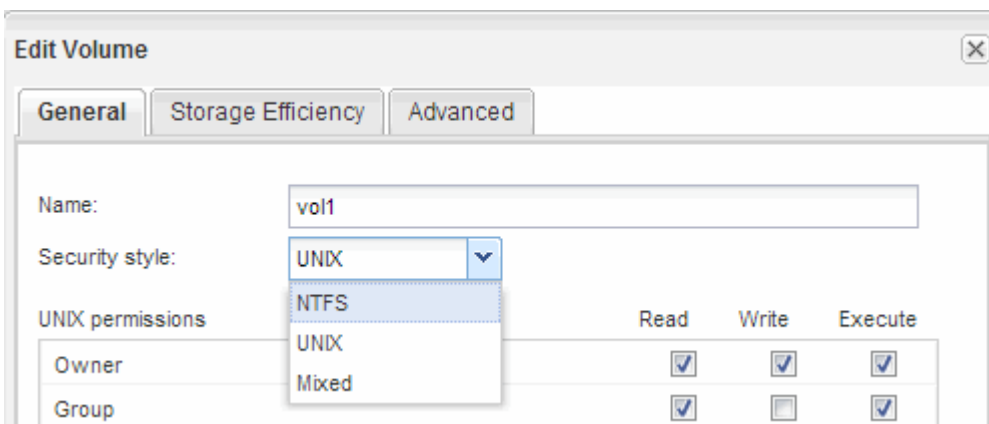 Edit Volume
General Storage Efficiency Advanced
Name: vol1
Security style: UNIX
NTFS
UNIX permissions Read Write Execute
UNIX
Owner
Mixed
Group